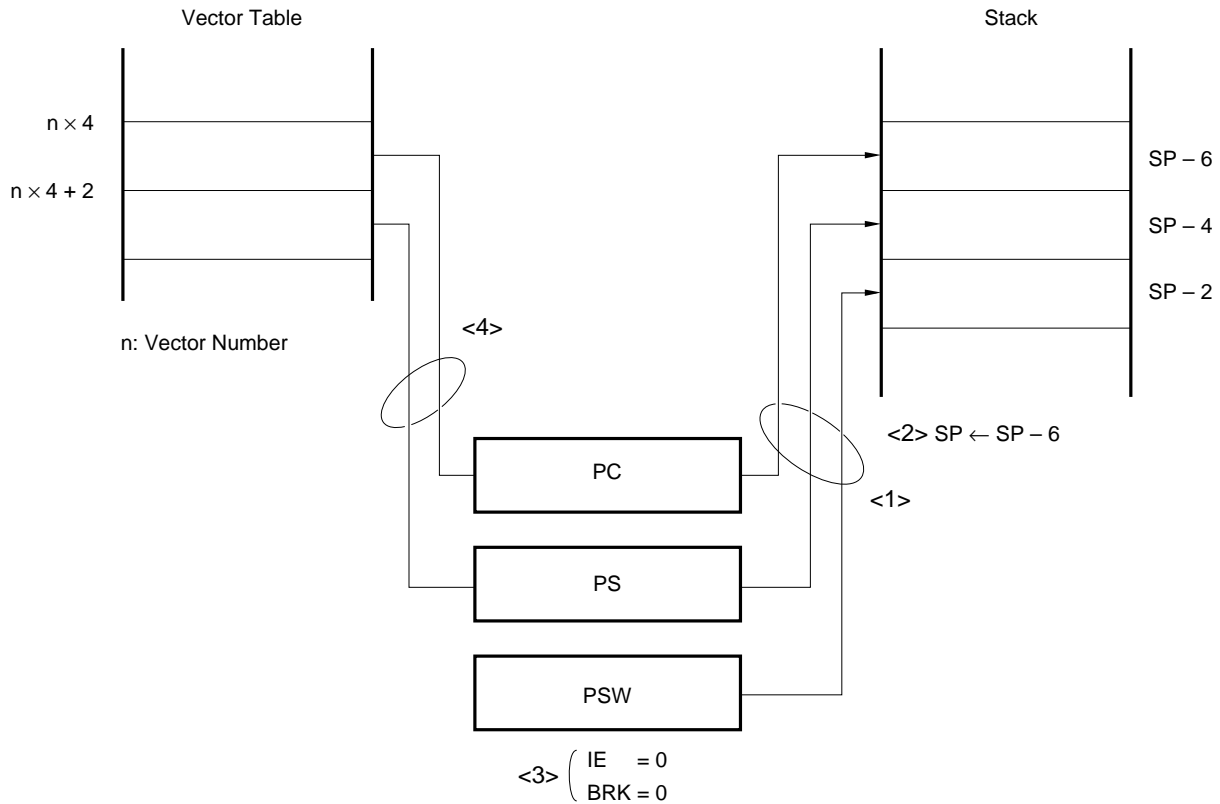 Vector Table
Stack
n × 4
SP – 6
n × 4 + 2
SP – 4
SP – 2
<4>
n: Vector Number
<2> SP ← SP – 6
PC
<1>
PS
PSW
<3> IE = 0
BRK = 0